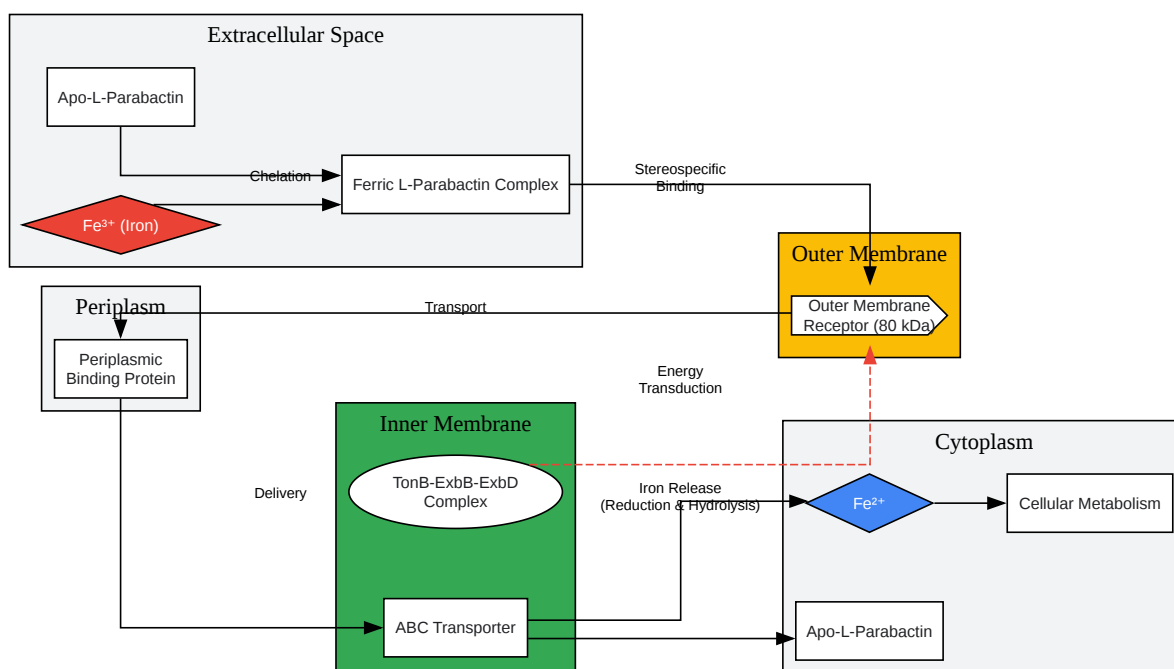 Extracellular Space
Apo-L-Parabactin
Chelation
Fe³⁺ (Iron)
Ferric L-Parabactin Complex
Stereospecific
Binding
Outer Membrane
Outer Membrane
Receptor (80 kDa)
Periplasm
Transport
Periplasmic
Binding Protein
Energy
Transduction
Inner Membrane
TonB-ExbB-ExbD
Complex
Delivery
Iron Release
(Reduction & Hydrolysis)
ABC Transporter
Cytoplasm
Fe²⁺
Cellular Metabolism
Apo-L-Parabactin